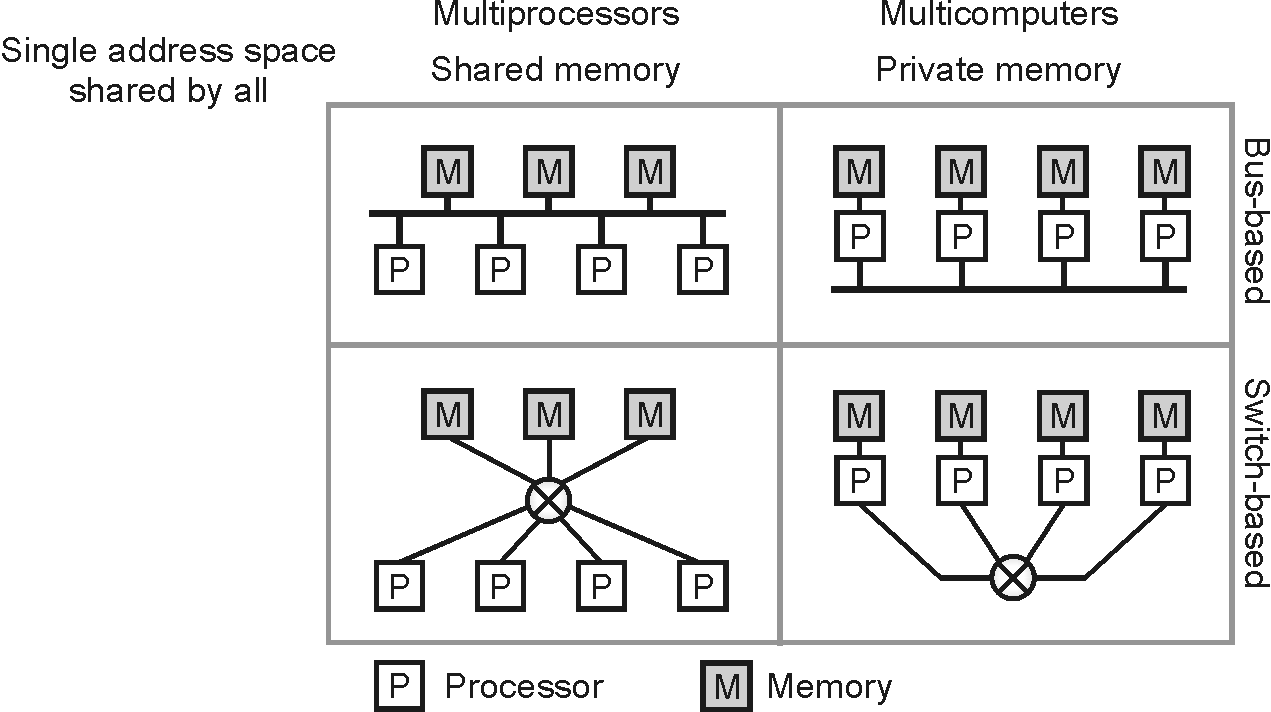 Multiprocessors Multicomputers
Single address space
shared by all
Shared memory Private memory
M M M M M M M
P P P P
P P P P
Bus-based
M M M M M M M
P P P P
P P P P
Switch-based
P Processor M Memory